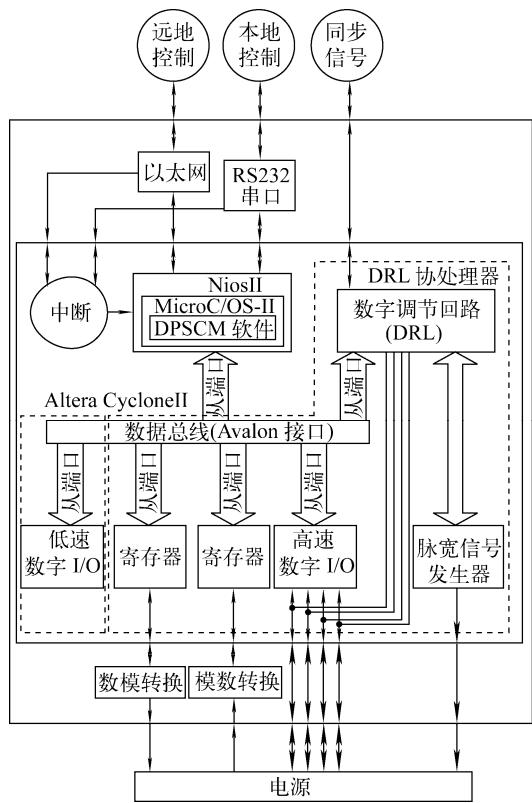 远地
控制
本地
控制
同步
信号
以太网
RS232
串口
DRL 协处理器
NiosII
MicroC/OS-II
DPSCM 软件
中断
数字调节回路
(DRL)
从端口
从端口
Altera CycloneII
数据总线(Avalon 接口)
从端口
从端口
从端口
从端口
低速
数字 I/O
寄存器
寄存器
高速
数字 I/O
脉宽信号
发生器
数模转换
模数转换
电源